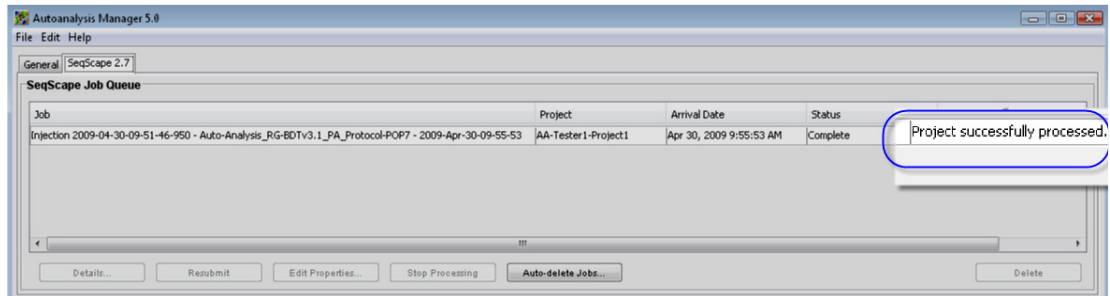 Autoanalysis Manager 5.0
File Edit Help
General SeqScape 2.7
SeqScape Job Queue
Job Project Arrival Date Status
Injection 2009-04-30-09-51-46-950 - Auto-Analysis_RG-BDTv3.1_PA_Protocol-POP7 - 2009-Apr-30-09-55-53 AA-Tester1-Project1 Apr 30, 2009 9:55:53 AM Complete Project successfully processed.
Details... Resubmit Edit Properties... Stop Processing Auto-delete Jobs... Delete